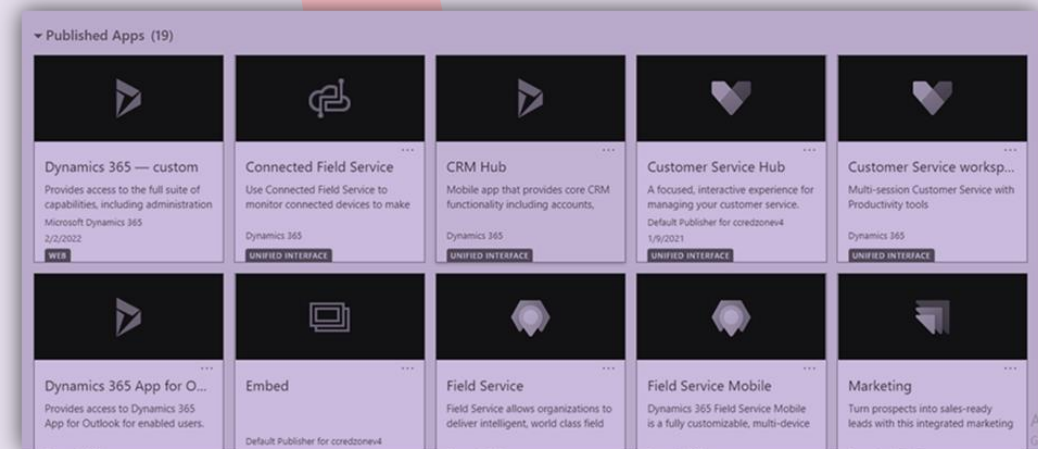 Published Apps (19)
Dynamics 365 — custom
Provides access to the full suite of
capabilities, including administration
Microsoft Dynamics 365
2/2/2022
WEB
Connected Field Service
Use Connected Field Service to
monitor connected devices to make
Dynamics 365
UNIFIED INTERFACE
CRM Hub
Mobile app that provides core CRM
functionality including accounts,
Dynamics 365
UNIFIED INTERFACE
Customer Service Hub
A focused, interactive experience for
managing your customer service.
Default Publisher for ccredzonev4
1/9/2021
UNIFIED INTERFACE
Customer Service worksp...
Multi-session Customer Service with
Productivity tools
Dynamics 365
UNIFIED INTERFACE
Dynamics 365 App for O...
Provides access to Dynamics 365
App for Outlook for enabled users.
Embed
Default Publisher for ccredzonev4
Field Service
Field Service allows organizations to
deliver intelligent, world class field
Field Service Mobile
Dynamics 365 Field Service Mobile
is a fully customizable, multi-device
Marketing
Turn prospects into sales-ready
leads with this integrated marketing